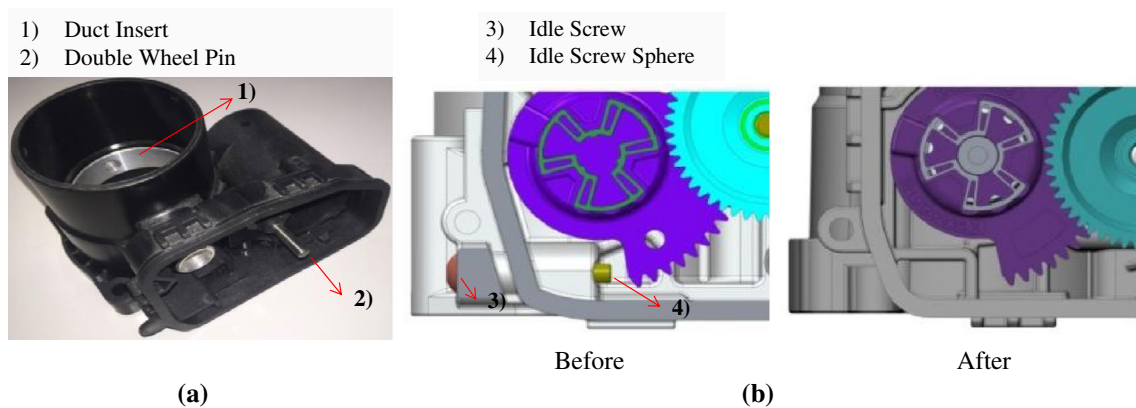 1) Duct Insert
2) Double Wheel Pin
3) Idle Screw
4) Idle Screw Sphere
1)
2)
3)
4)
Before
After
(a)
(b)